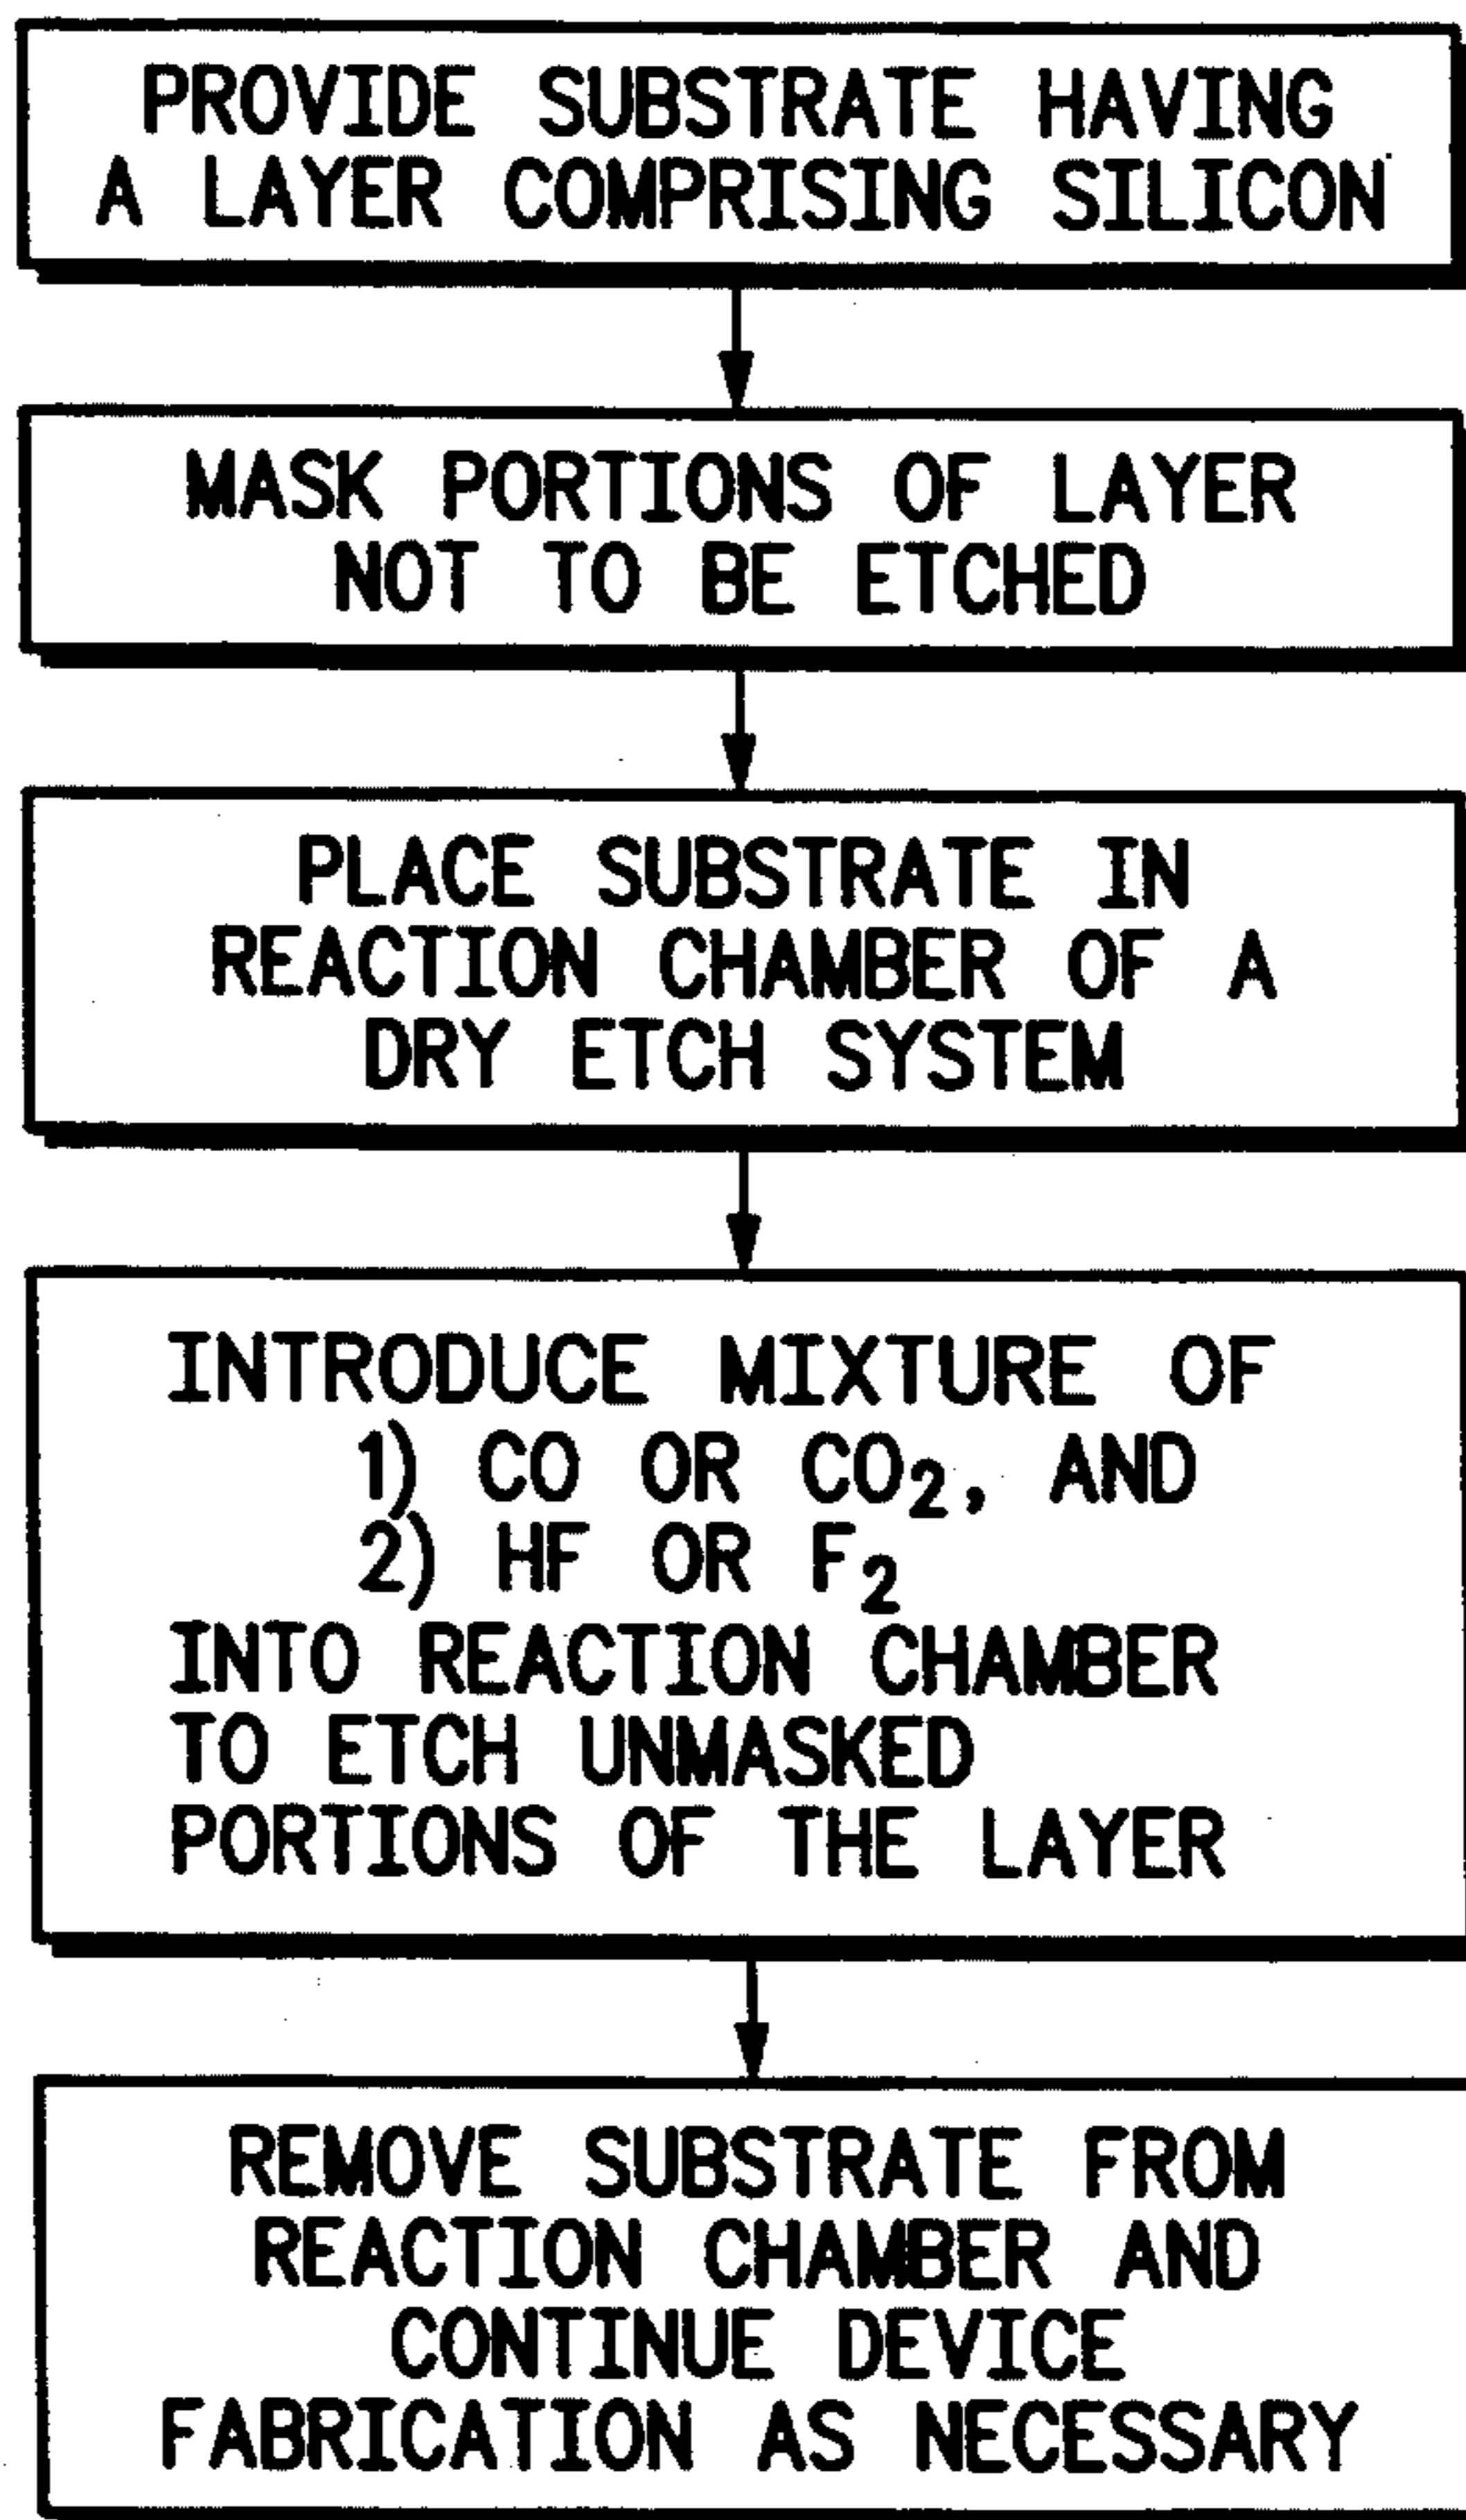 PROVIDE SUBSTRATE HAVING
A LAYER COMPRISING SILICON
MASK PORTIONS OF LAYER
NOT TO BE ETCHED
PLACE SUBSTRATE IN
REACTION CHAMBER OF A
DRY ETCH SYSTEM
INTRODUCE MIXTURE OF
1) CO OR CO₂, AND
2) HF OR F₂
INTO REACTION CHAMBER
TO ETCH UNMASKED
PORTIONS OF THE LAYER
REMOVE SUBSTRATE FROM
REACTION CHAMBER AND
CONTINUE DEVICE
FABRICATION AS NECESSARY